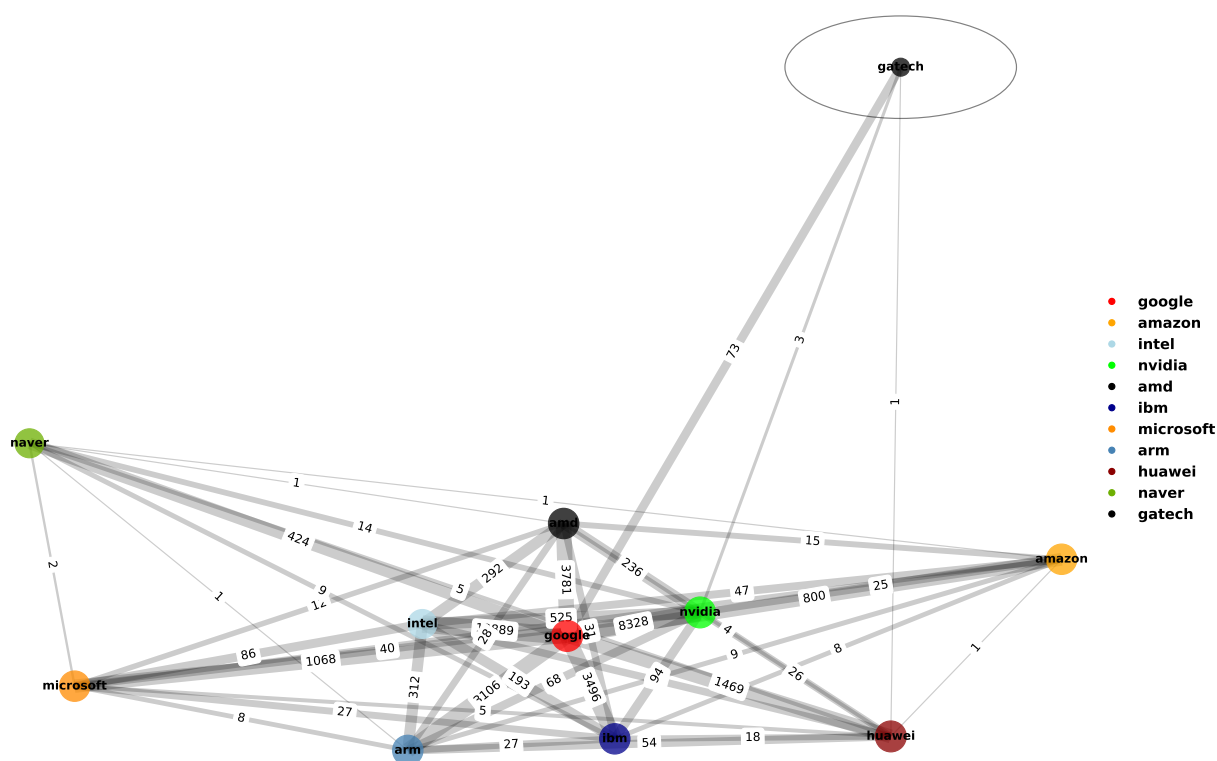 gatech
73
3
1
google
amazon
intel
nvidia
amd
ibm
microsoft
arm
huawei
naver
gatech
naver
1
1
amd
14
15
424
amazon
2
236
292
3781
9
5
47
25
1
12
800
525
nvidia
intel
8328
31
28
google
4
86
1068
40
9
8
1
94
26
193
68
microsoft
312
3106
3496
1469
5
8
27
ibm
huawei
arm
27
54
18